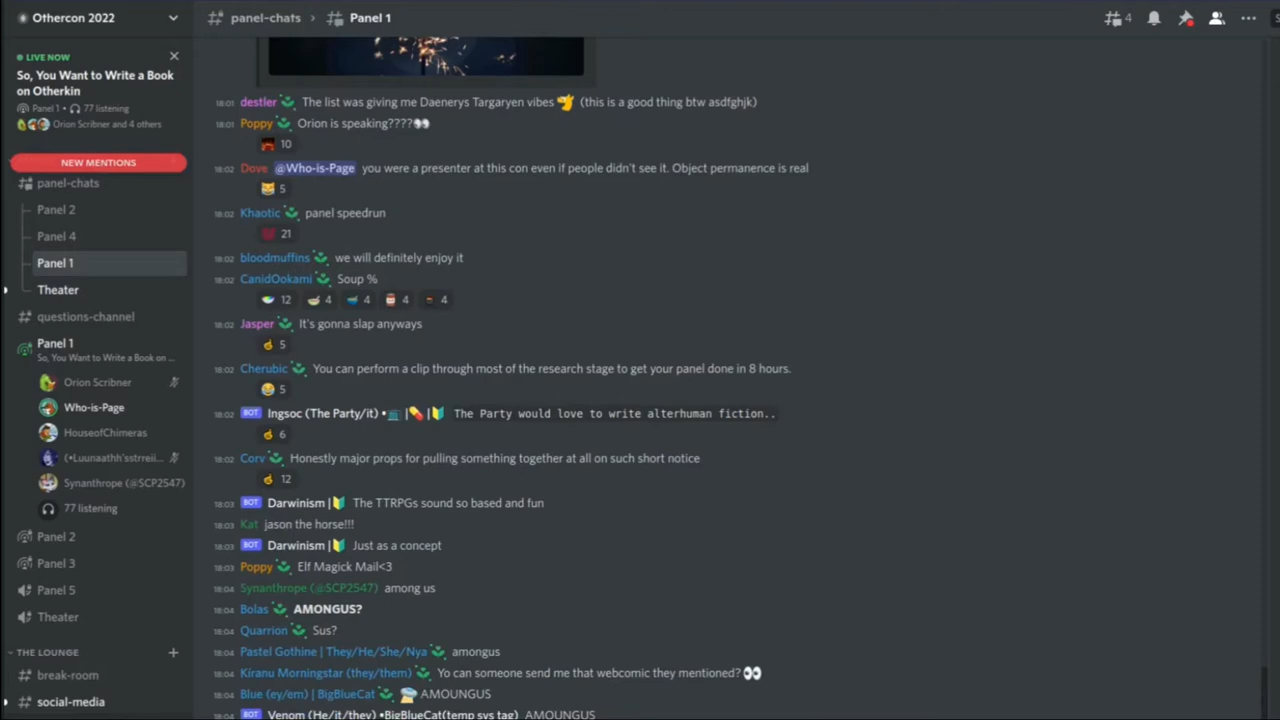 Othercon 2022
panel-chats > Panel 1
4
LIVE NOW
So, You Want to Write a Book
on Otherkin
Panel 1 • 77 listening
Orion Scribner and 4 others
NEW MENTIONS
panel-chats
Panel 2
Panel 4
Panel 1
Theater
questions-channel
Panel 1
So, You Want to Write a Book on ...
Orion Scribner
Who-is-Page
HouseofChimeras
(•Luunaathh'sstrreii...
Synanthrope (@SCP2547)
77 listening
Panel 2
Panel 3
Panel 5
Theater
THE LOUNGE
break-room
social-media
18:01 destler The list was giving me Daenerys Targaryen vibes (this is a good thing btw asdfghjk)
18:01 Poppy Orion is speaking????👀
10
18:02 Dove @Who-is-Page you were a presenter at this con even if people didn't see it. Object permanence is real
5
18:02 Khaotic panel speedrun
21
18:02 bloodmuffins we will definitely enjoy it
18:02 CanidOokami Soup %
12 4 4 4 4
18:02 Jasper It's gonna slap anyways
5
18:02 Cherubic You can perform a clip through most of the research stage to get your panel done in 8 hours.
5
18:02 BOT Ingsoc (The Party/it) •📺|💊|🔰 The Party would love to write alterhuman fiction..
6
18:02 Corv Honestly major props for pulling something together at all on such short notice
12
18:03 BOT Darwinism |🔰 The TTRPGs sound so based and fun
18:03 Kat jason the horse!!!
18:03 BOT Darwinism |🔰 Just as a concept
18:03 Poppy Elf Magick Mail<3
18:04 Synanthrope (@SCP2547) among us
18:04 Bolas AMONGUS?
18:04 Quarrion Sus?
18:04 Pastel Gothine | They/He/She/Nya amongus
18:04 Kíranu Morningstar (they/them) Yo can someone send me that webcomic they mentioned? 👀
18:04 Blue (ey/em) | BigBlueCat AMOUNGUS
18:04 BOT Venom (He/it/they) •BigBlueCat(temp sys tag) AMOUNGUS